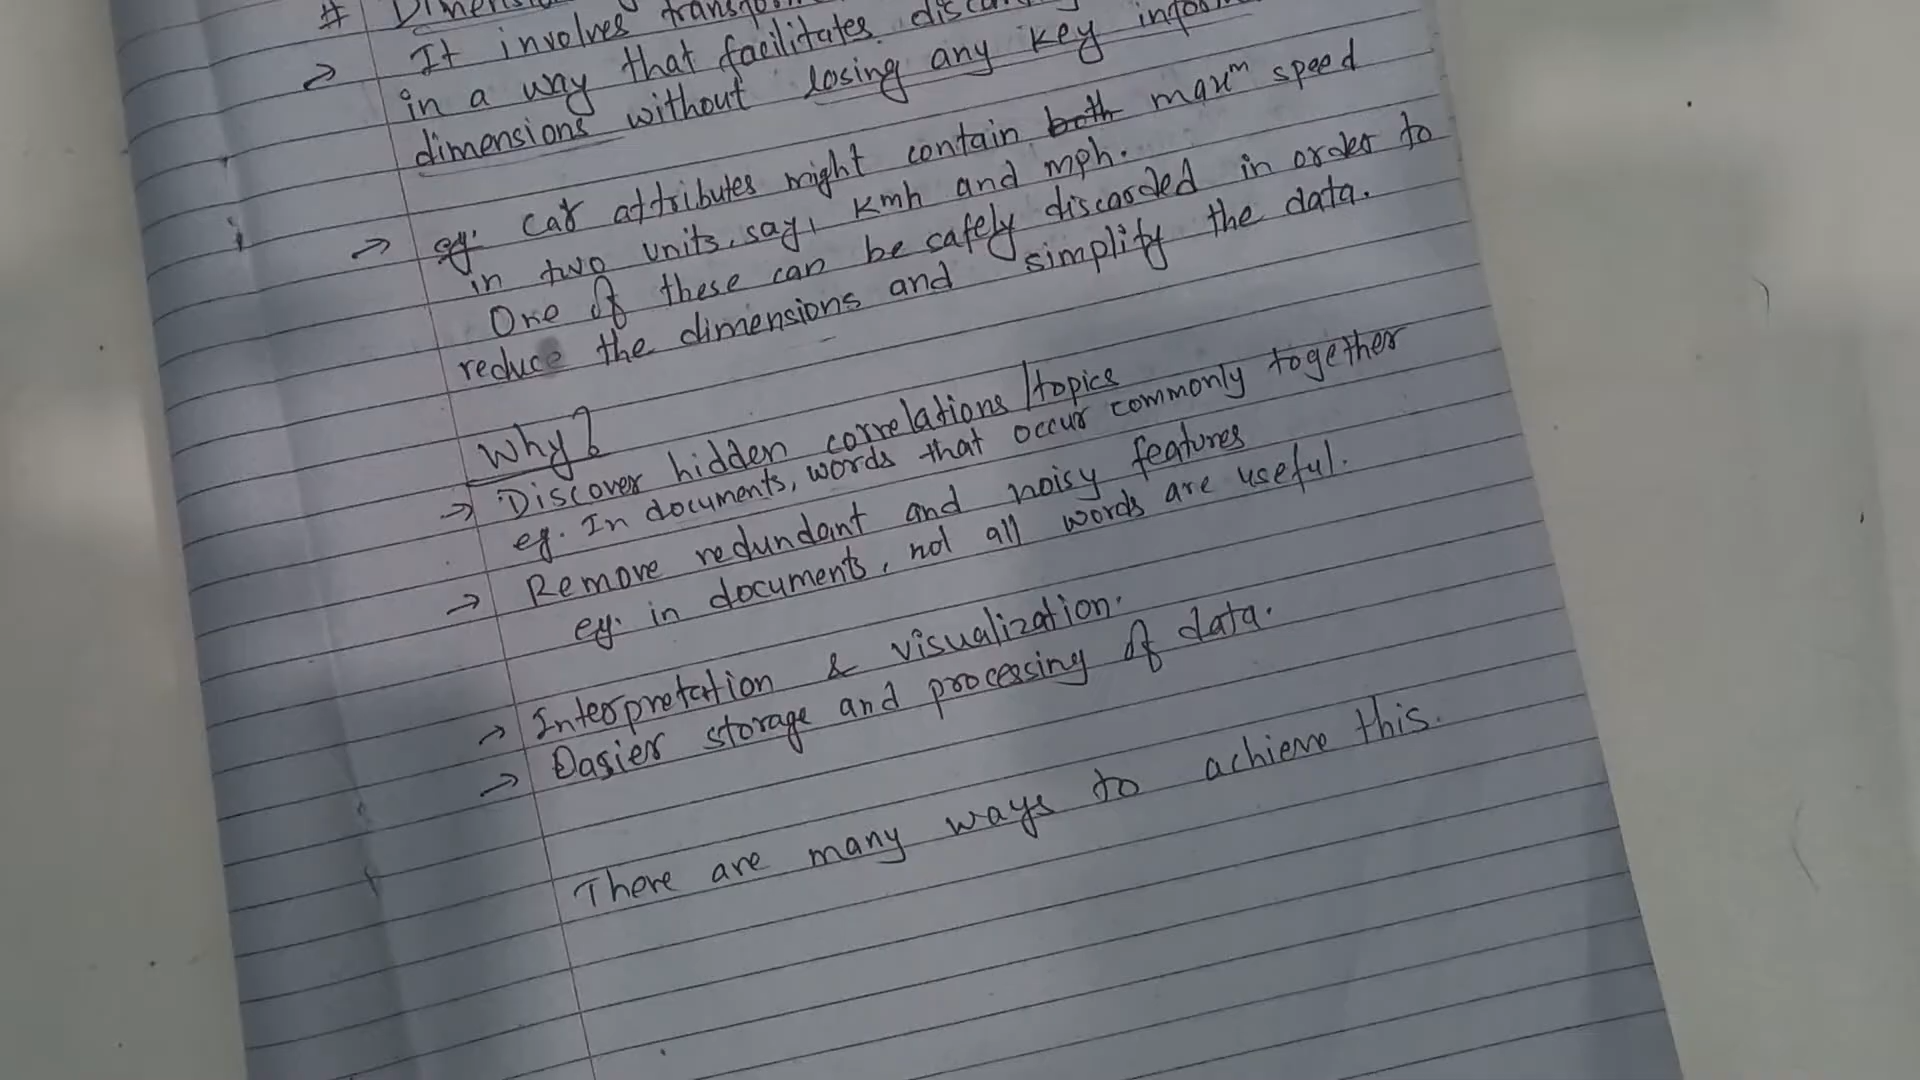 #
It involves
in a way that facilitates
dimensions without losing any key
eg. car attributes might contain both maxm speed
in two units, say, Kmh and mph.
One of these can be safely discarded in order to
reduce the dimensions and simplify the data.
Why?
→ Discover hidden correlations /topics
eg. In documents, words that occur commonly together
→ Remove redundant and noisy features
eg. in documents, not all words are useful.
→ Interpretation & visualization.
→ Easier storage and processing of data.
There are many ways to achieve this.